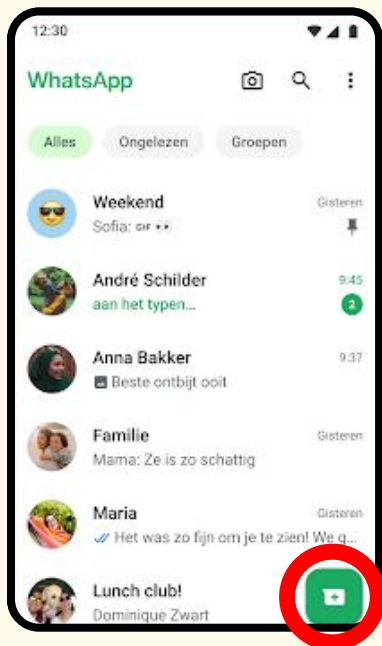 12:30
WhatsApp
Alles Ongelezen Groepen
Weekend Gisteren
Sofia: GIF 👀
André Schilder 9:45
aan het typen... 2
Anna Bakker 9:37
Beste ontbijt ooit
Familie Gisteren
Mama: Ze is zo schattig
Maria Gisteren
Het was zo fijn om je te zien! We g...
Lunch club!
Dominique Zwart